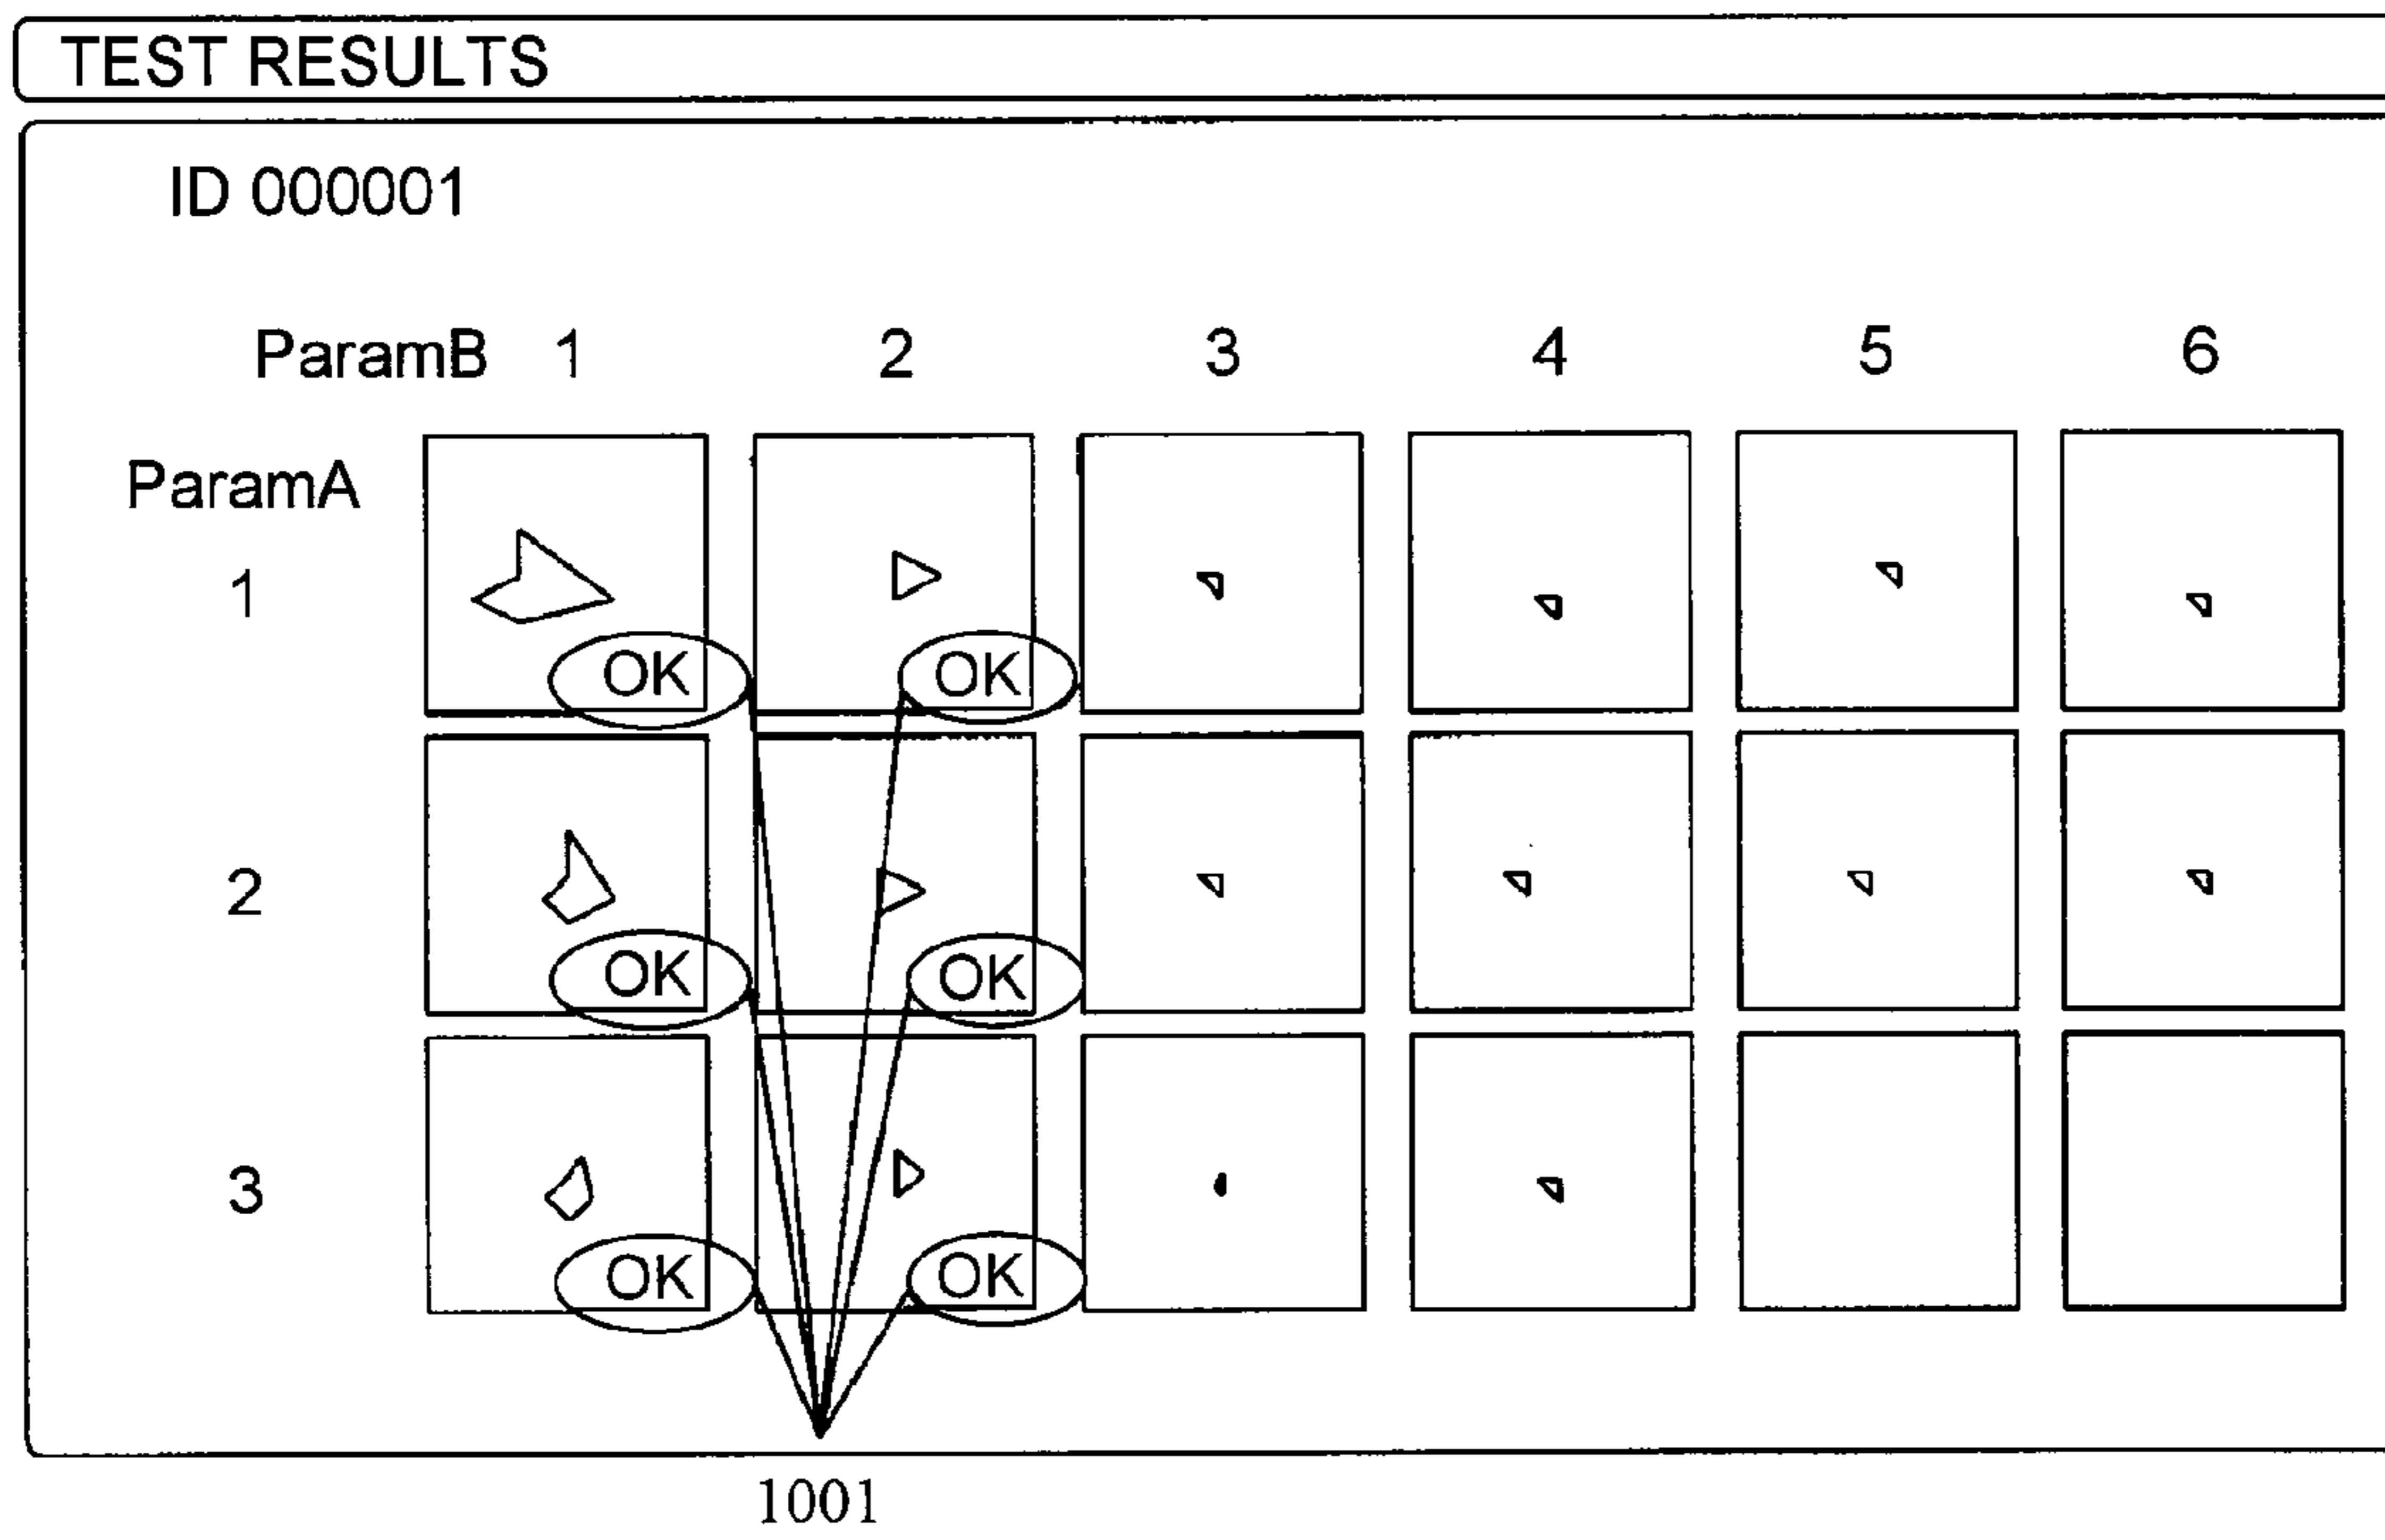 TEST RESULTS
ID 000001
ParamB 1 2 3 4 5 6
ParamA
1
OK OK
2
OK OK
3
OK OK
1001